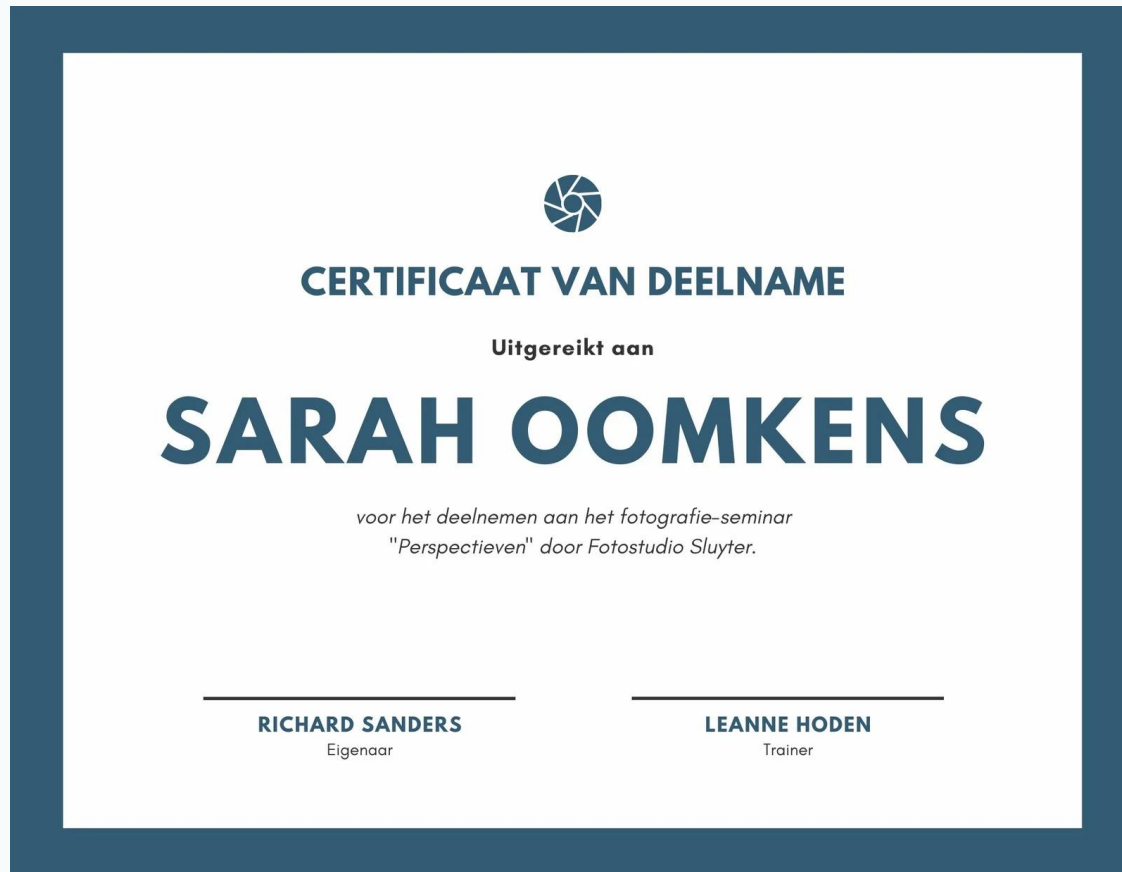 CERTIFICAAT VAN DEELNAME
Uitgereikt aan
SARAH OOMKENS
voor het deelnemen aan het fotografie-seminar
"Perspectieven" door Fotostudio Sluyter.
RICHARD SANDERS
Eigenaar
LEANNE HODEN
Trainer